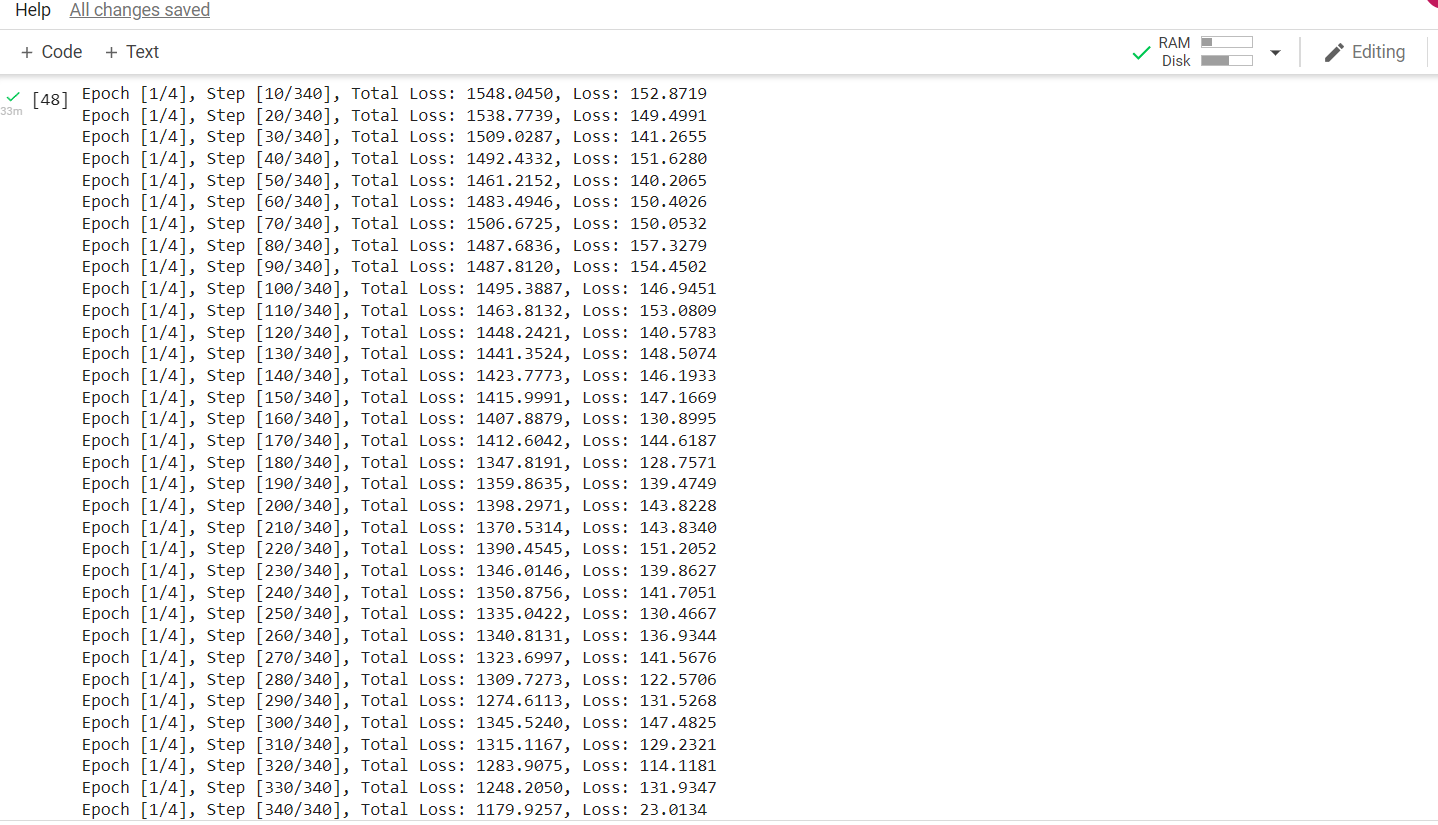 Help All changes saved
+ Code + Text RAM Disk Editing
[48] 33m
Epoch [1/4], Step [10/340], Total Loss: 1548.0450, Loss: 152.8719
Epoch [1/4], Step [20/340], Total Loss: 1538.7739, Loss: 149.4991
Epoch [1/4], Step [30/340], Total Loss: 1509.0287, Loss: 141.2655
Epoch [1/4], Step [40/340], Total Loss: 1492.4332, Loss: 151.6280
Epoch [1/4], Step [50/340], Total Loss: 1461.2152, Loss: 140.2065
Epoch [1/4], Step [60/340], Total Loss: 1483.4946, Loss: 150.4026
Epoch [1/4], Step [70/340], Total Loss: 1506.6725, Loss: 150.0532
Epoch [1/4], Step [80/340], Total Loss: 1487.6836, Loss: 157.3279
Epoch [1/4], Step [90/340], Total Loss: 1487.8120, Loss: 154.4502
Epoch [1/4], Step [100/340], Total Loss: 1495.3887, Loss: 146.9451
Epoch [1/4], Step [110/340], Total Loss: 1463.8132, Loss: 153.0809
Epoch [1/4], Step [120/340], Total Loss: 1448.2421, Loss: 140.5783
Epoch [1/4], Step [130/340], Total Loss: 1441.3524, Loss: 148.5074
Epoch [1/4], Step [140/340], Total Loss: 1423.7773, Loss: 146.1933
Epoch [1/4], Step [150/340], Total Loss: 1415.9991, Loss: 147.1669
Epoch [1/4], Step [160/340], Total Loss: 1407.8879, Loss: 130.8995
Epoch [1/4], Step [170/340], Total Loss: 1412.6042, Loss: 144.6187
Epoch [1/4], Step [180/340], Total Loss: 1347.8191, Loss: 128.7571
Epoch [1/4], Step [190/340], Total Loss: 1359.8635, Loss: 139.4749
Epoch [1/4], Step [200/340], Total Loss: 1398.2971, Loss: 143.8228
Epoch [1/4], Step [210/340], Total Loss: 1370.5314, Loss: 143.8340
Epoch [1/4], Step [220/340], Total Loss: 1390.4545, Loss: 151.2052
Epoch [1/4], Step [230/340], Total Loss: 1346.0146, Loss: 139.8627
Epoch [1/4], Step [240/340], Total Loss: 1350.8756, Loss: 141.7051
Epoch [1/4], Step [250/340], Total Loss: 1335.0422, Loss: 130.4667
Epoch [1/4], Step [260/340], Total Loss: 1340.8131, Loss: 136.9344
Epoch [1/4], Step [270/340], Total Loss: 1323.6997, Loss: 141.5676
Epoch [1/4], Step [280/340], Total Loss: 1309.7273, Loss: 122.5706
Epoch [1/4], Step [290/340], Total Loss: 1274.6113, Loss: 131.5268
Epoch [1/4], Step [300/340], Total Loss: 1345.5240, Loss: 147.4825
Epoch [1/4], Step [310/340], Total Loss: 1315.1167, Loss: 129.2321
Epoch [1/4], Step [320/340], Total Loss: 1283.9075, Loss: 114.1181
Epoch [1/4], Step [330/340], Total Loss: 1248.2050, Loss: 131.9347
Epoch [1/4], Step [340/340], Total Loss: 1179.9257, Loss: 23.0134